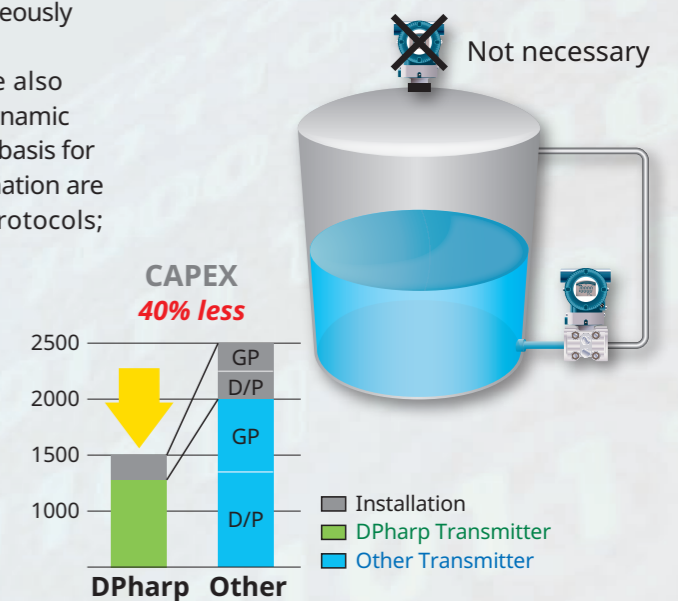 eously
Not necessary
also
namic
basis for
ation are
rotocols;
CAPEX
40% less
2500
2000
1500
1000
GP
D/P
GP
D/P
Installation
DPharp Transmitter
Other Transmitter
DPharp Other